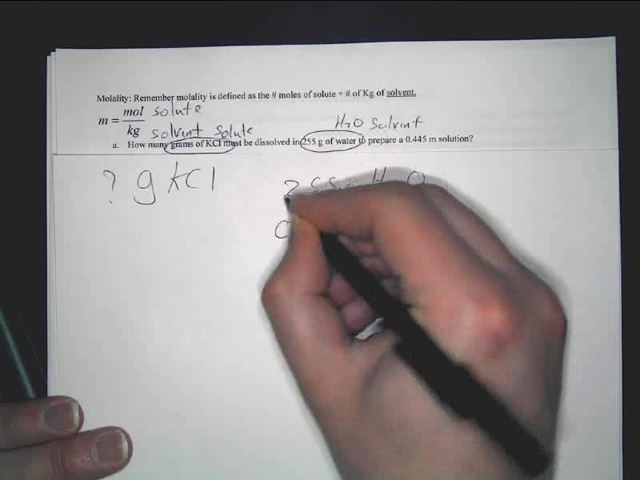 Molality: Remember molality is defined as the # moles of solute ÷ # of Kg of solvent.
m = mol/kg solute
solvent solute H2O solvent
a. How many grams of KCl must be dissolved in 255 g of water to prepare a 0.445 m solution?
? g KCl 255 H O
0